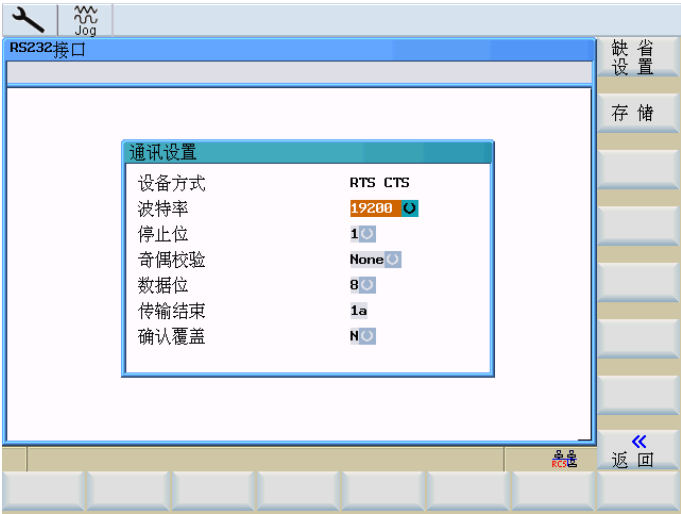 Jog
RS232接口
缺省
设置
存储
通讯设置
设备方式 RTS CTS
波特率 19200
停止位 1
奇偶校验 None
数据位 8
传输结束 1a
确认覆盖 N
RCS
«
返回